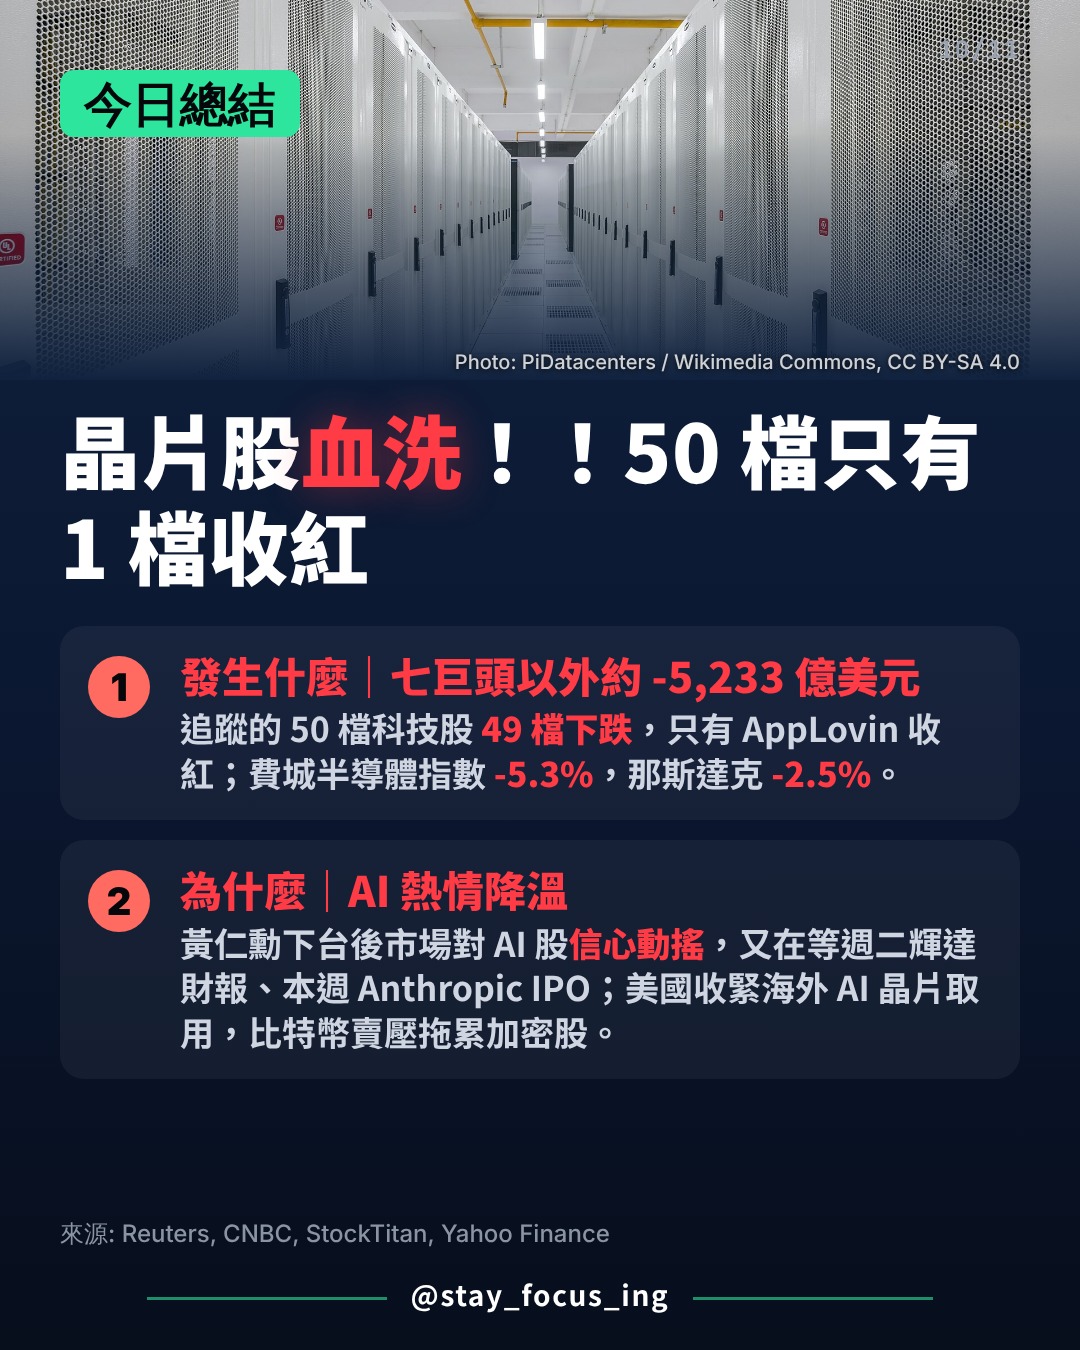 今日總結
Photo: PiDatacenters / Wikimedia Commons, CC BY-SA 4.0
晶片股血洗！！50 檔只有
1 檔收紅
1
發生什麼｜七巨頭以外約 -5,233 億美元
追蹤的 50 檔科技股 49 檔下跌，只有 AppLovin 收
紅；費城半導體指數 -5.3%，那斯達克 -2.5%。
2
為什麼｜AI 熱情降溫
黃仁勳下台後市場對 AI 股信心動搖，又在等週二輝達
財報、本週 Anthropic IPO；美國收緊海外 AI 晶片取
用，比特幣賣壓拖累加密股。
來源: Reuters, CNBC, StockTitan, Yahoo Finance
@stay_focus_ing